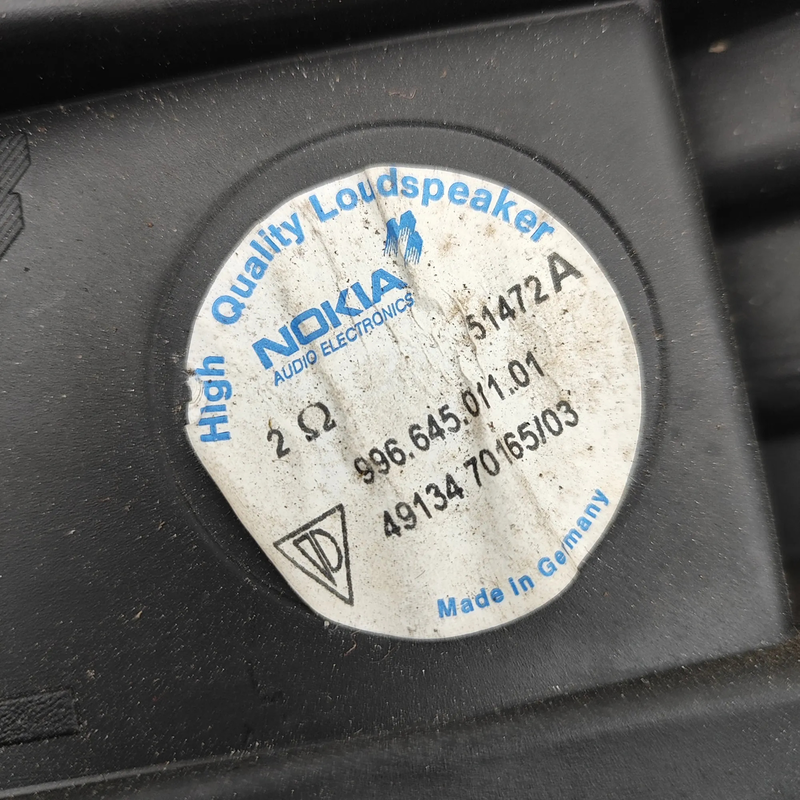 High Quality Loudspeaker
NOKIA
AUDIO ELECTRONICS
51472 A
2 Ω
996.645.011.01
49134 70165/03
Made in Germany